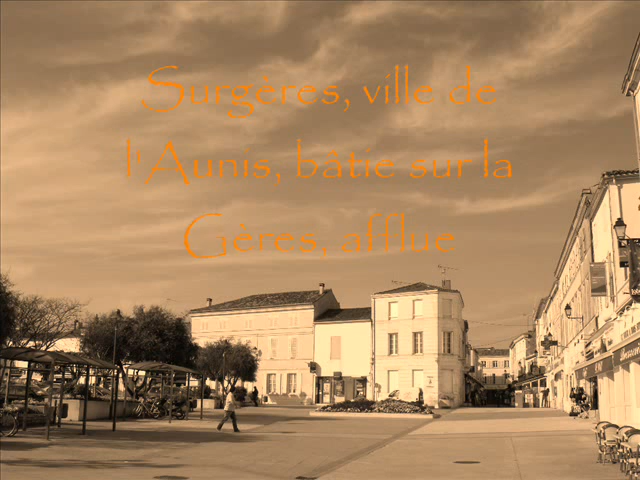 Surgères, ville de
l'Aunis, bâtie sur la
Gères, afflue